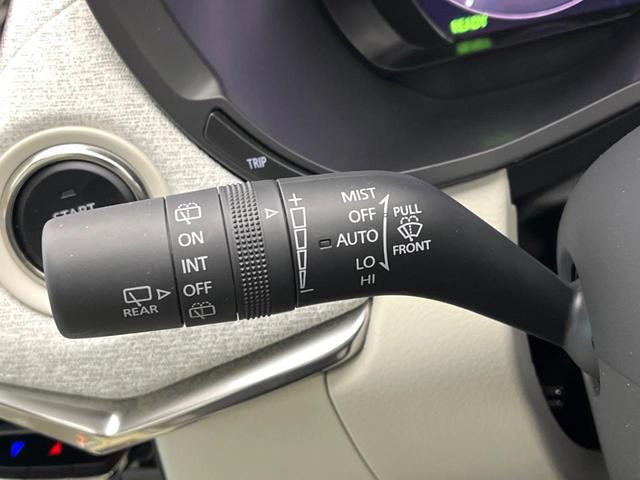 READY
TRIP
START
ON
INT
OFF
REAR
+
MIST
OFF
AUTO
LO
HI
-
PULL
FRONT